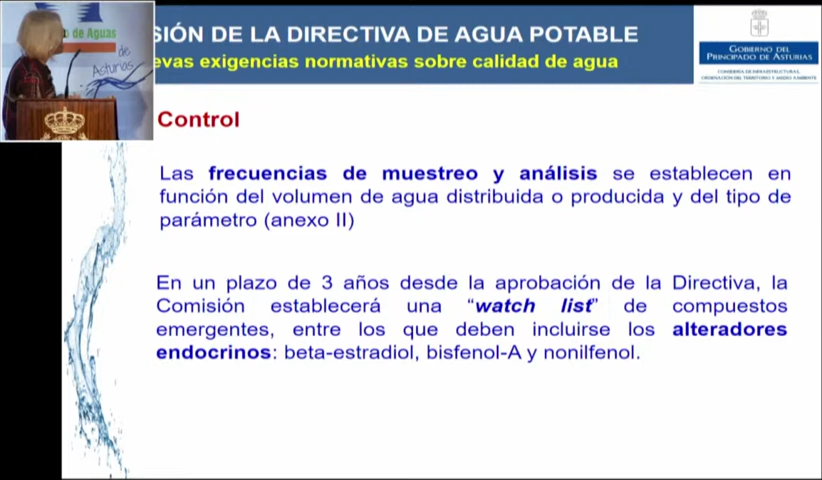 SIÓN DE LA DIRECTIVA DE AGUA POTABLE
evas exigencias normativas sobre calidad de agua
GOBIERNO DEL
PRINCIPADO DE ASTURIAS
CONSEJERÍA DE INFRAESTRUCTURAS,
ORDENACIÓN DEL TERRITORIO Y MEDIO AMBIENTE
de Aguas
de
Asturias
Control
Las frecuencias de muestreo y análisis se establecen en
función del volumen de agua distribuida o producida y del tipo de
parámetro (anexo II)
En un plazo de 3 años desde la aprobación de la Directiva, la
Comisión establecerá una “watch list” de compuestos
emergentes, entre los que deben incluirse los alteradores
endocrinos: beta-estradiol, bisfenol-A y nonilfenol.